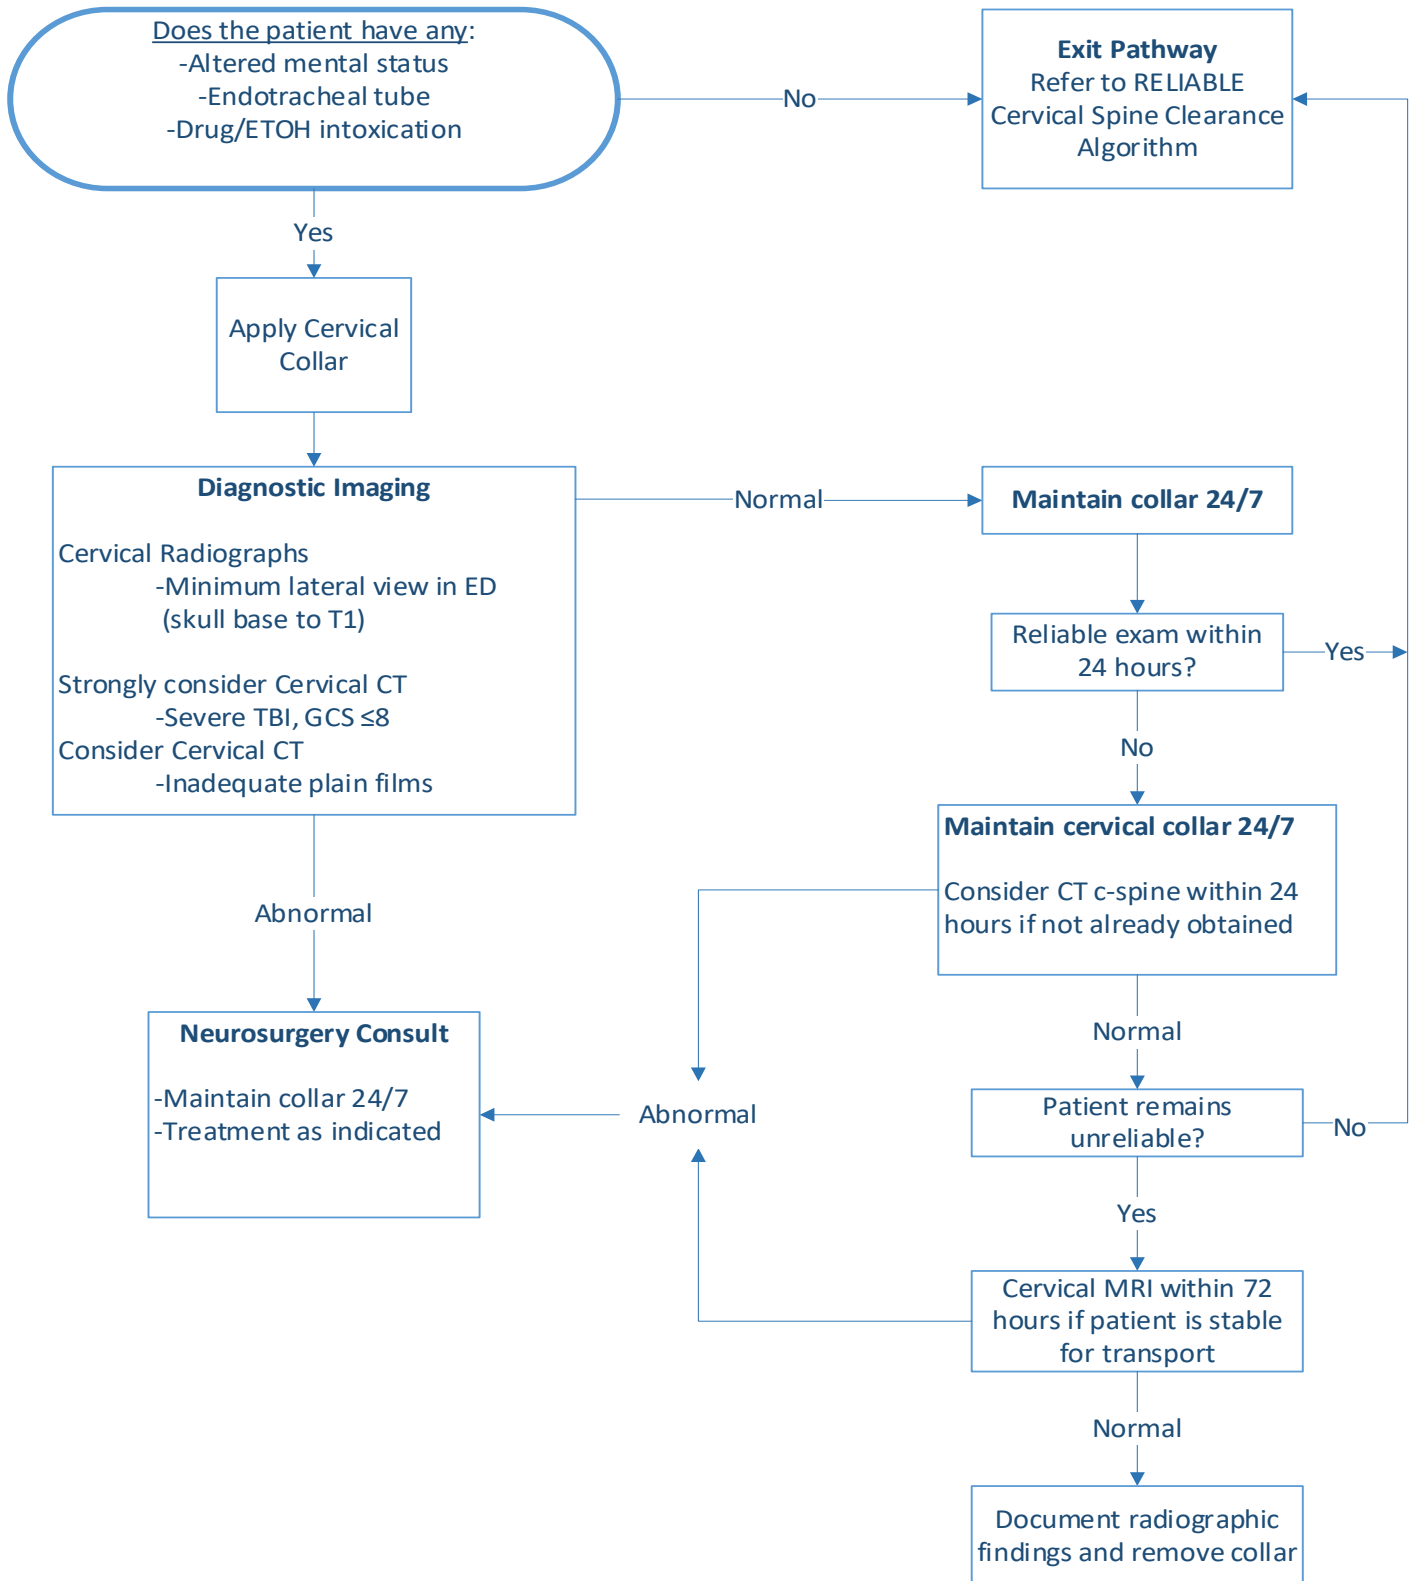 Does the patient have any:
-Altered mental status
-Endotracheal tube
-Drug/ETOH intoxication
No
Exit Pathway
Refer to RELIABLE
Cervical Spine Clearance
Algorithm
Yes
Apply Cervical
Collar
Diagnostic Imaging
Cervical Radiographs
-Minimum lateral view in ED
(skull base to T1)
Strongly consider Cervical CT
-Severe TBI, GCS ≤8
Consider Cervical CT
-Inadequate plain films
Normal
Maintain collar 24/7
Reliable exam within
24 hours?
Yes
No
Maintain cervical collar 24/7
Consider CT c-spine within 24
hours if not already obtained
Abnormal
Neurosurgery Consult
-Maintain collar 24/7
-Treatment as indicated
Abnormal
Normal
Patient remains
unreliable?
No
Yes
Cervical MRI within 72
hours if patient is stable
for transport
Normal
Document radiographic
findings and remove collar